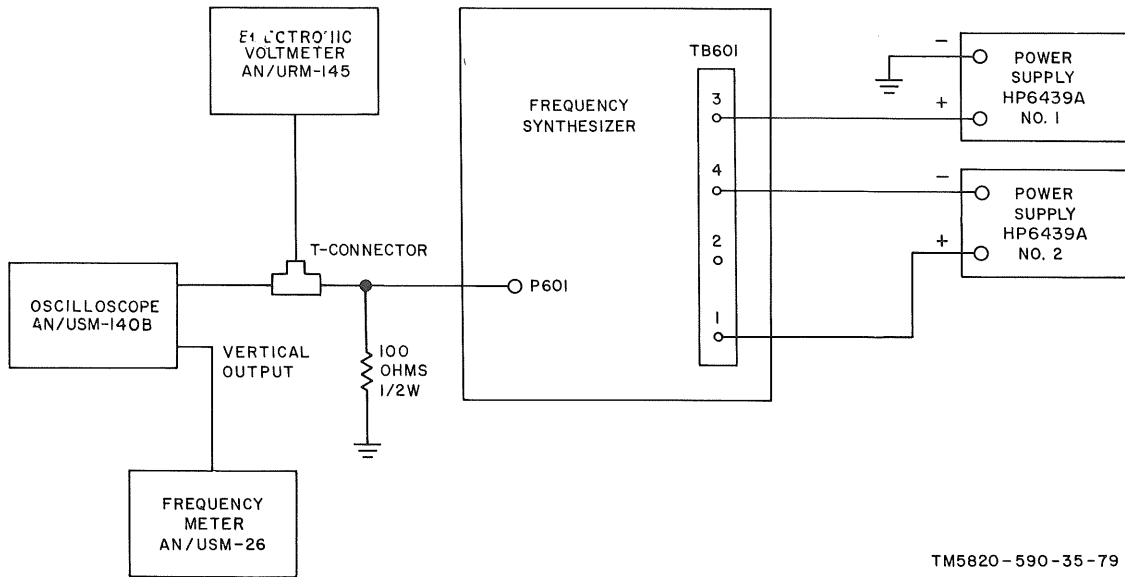 VOLTMETER
AN/URM-145
TB601
3
4
2
1
FREQUENCY
SYNTHESIZER
−
+
POWER
SUPPLY
HP6439A
NO. 1
−
+
POWER
SUPPLY
HP6439A
NO. 2
T-CONNECTOR
P601
OSCILLOSCOPE
AN/USM-140B
VERTICAL
OUTPUT
100
OHMS
1/2W
FREQUENCY
METER
AN/USM-26
TM5820-590-35-79